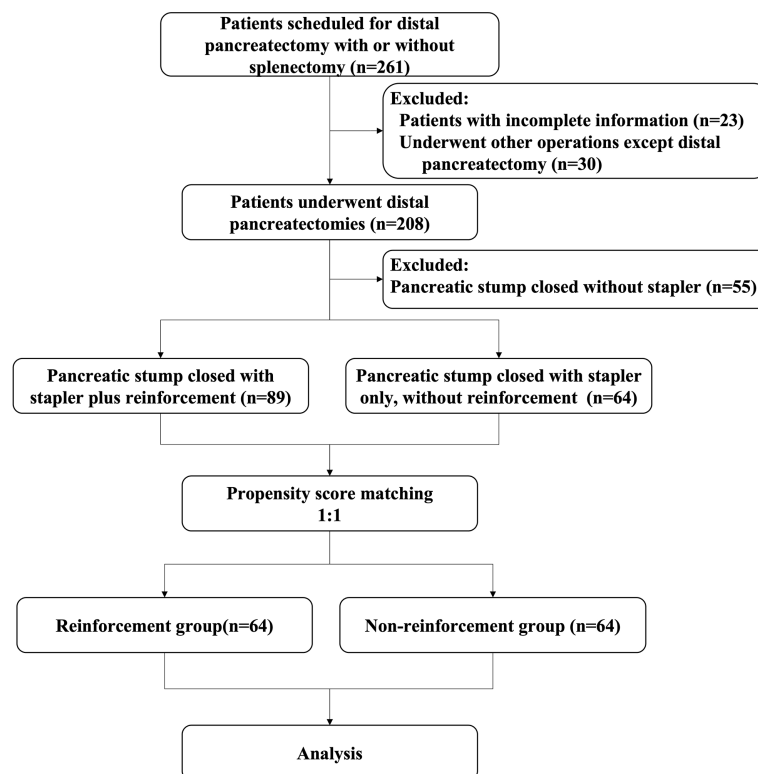 Patients scheduled for distal
pancreatectomy with or without
splenectomy (n=261)
Excluded:
Patients with incomplete information (n=23)
Underwent other operations except distal
pancreatectomy (n=30)
Patients underwent distal
pancreatectomies (n=208)
Excluded:
Pancreatic stump closed without stapler (n=55)
Pancreatic stump closed with
stapler plus reinforcement (n=89)
Pancreatic stump closed with stapler
only, without reinforcement (n=64)
Propensity score matching
1:1
Reinforcement group(n=64)
Non-reinforcement group (n=64)
Analysis